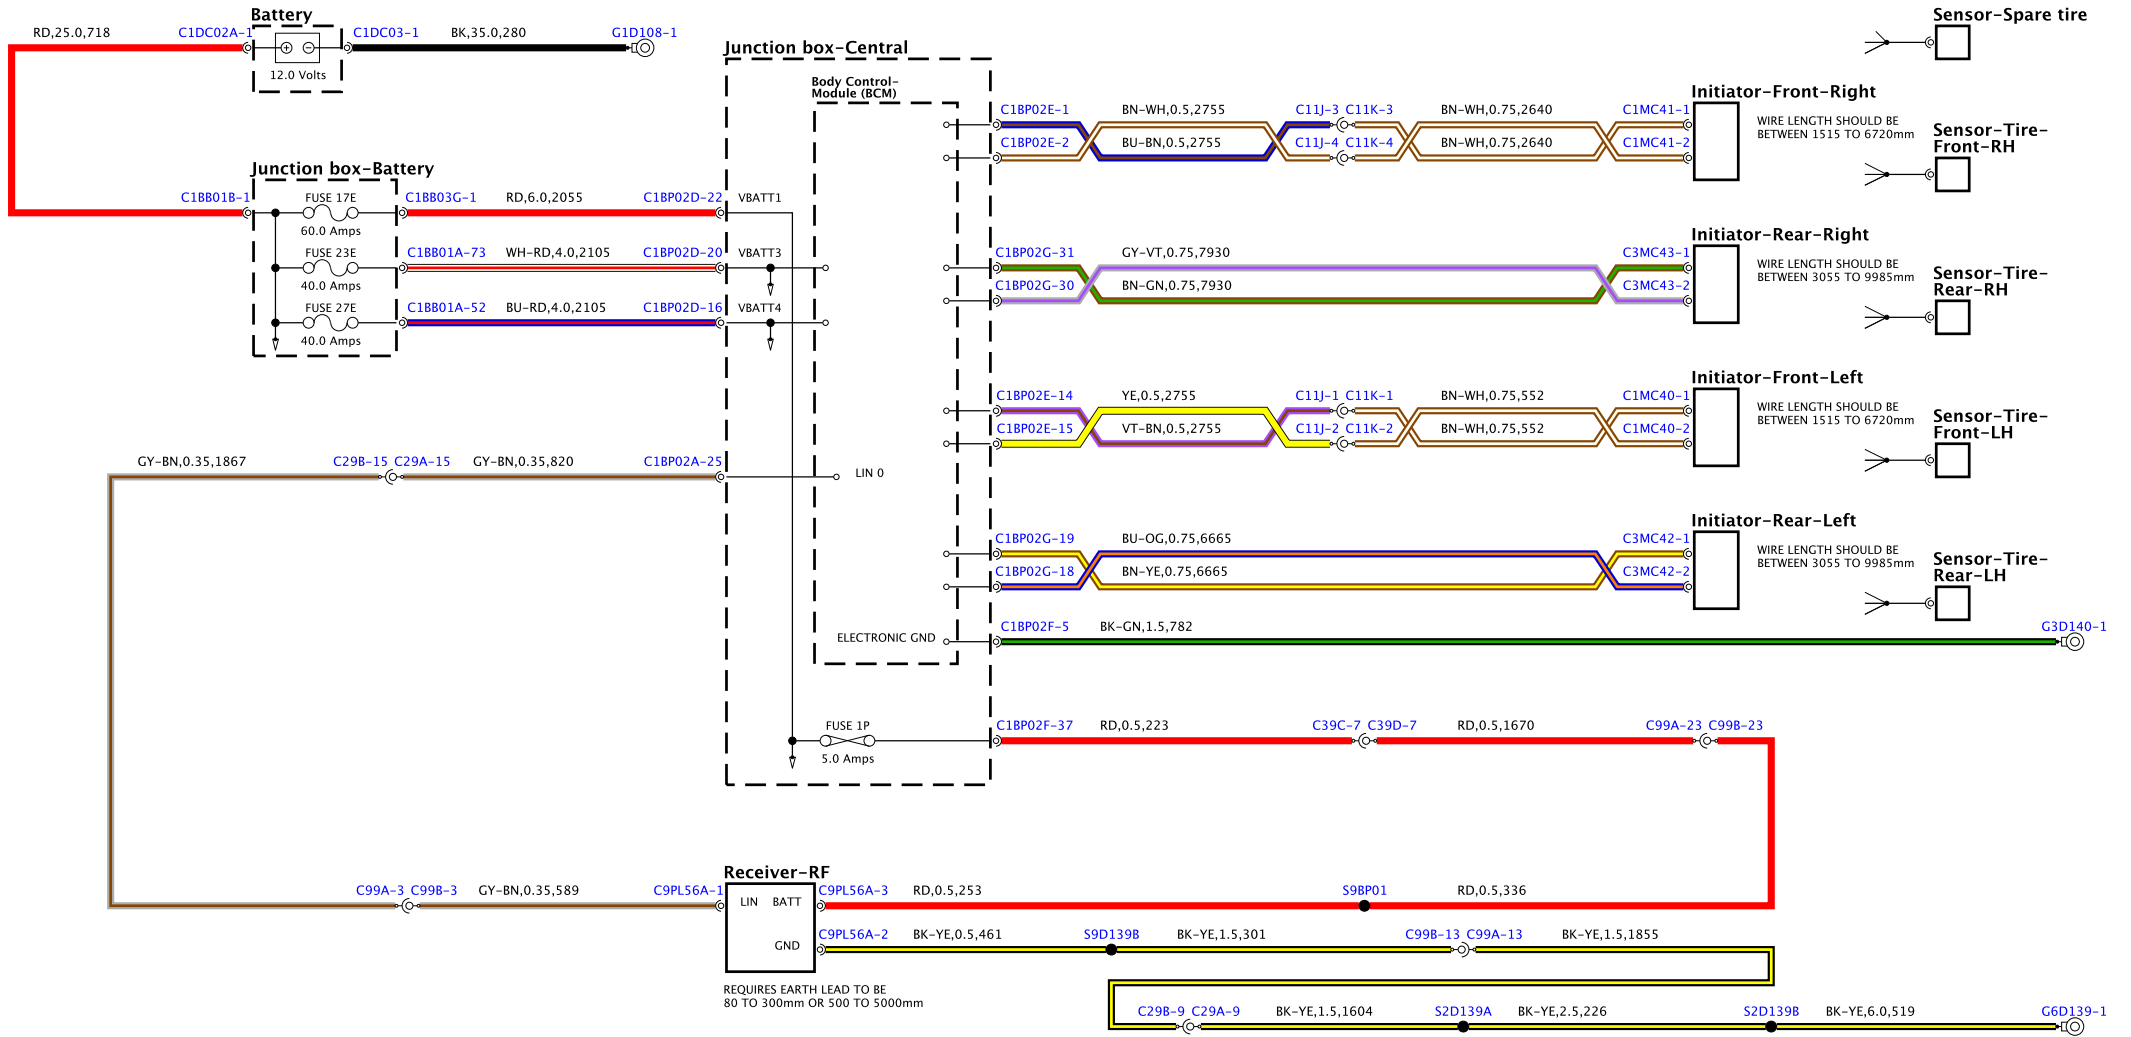 Battery
RD,25.0,718
C1DC02A-1
C1DC03-1
BK,35.0,280
G1D108-1
12.0 Volts
Junction box-Battery
C1BB01B-1
FUSE 17E
60.0 Amps
FUSE 23E
40.0 Amps
FUSE 27E
40.0 Amps
C1BB03G-1
RD,6.0,2055
C1BP02D-22
C1BB01A-73
WH-RD,4.0,2105
C1BP02D-20
C1BB01A-52
BU-RD,4.0,2105
C1BP02D-16
Junction box-Central
Body Control-
Module (BCM)
VBATT1
VBATT3
VBATT4
LIN 0
ELECTRONIC GND
FUSE 1P
5.0 Amps
GY-BN,0.35,1867
C29B-15 C29A-15
GY-BN,0.35,820
C1BP02A-25
C1BP02E-1
BN-WH,0.5,2755
C11J-3 C11K-3
BN-WH,0.75,2640
C1MC41-1
C1BP02E-2
BU-BN,0.5,2755
C11J-4 C11K-4
BN-WH,0.75,2640
C1MC41-2
Initiator-Front-Right
WIRE LENGTH SHOULD BE
BETWEEN 1515 TO 6720mm
C1BP02G-31
GY-VT,0.75,7930
C3MC43-1
C1BP02G-30
BN-GN,0.75,7930
C3MC43-2
Initiator-Rear-Right
WIRE LENGTH SHOULD BE
BETWEEN 3055 TO 9985mm
C1BP02E-14
YE,0.5,2755
C11J-1 C11K-1
BN-WH,0.75,552
C1MC40-1
C1BP02E-15
VT-BN,0.5,2755
C11J-2 C11K-2
BN-WH,0.75,552
C1MC40-2
Initiator-Front-Left
WIRE LENGTH SHOULD BE
BETWEEN 1515 TO 6720mm
C1BP02G-19
BU-OG,0.75,6665
C3MC42-1
C1BP02G-18
BN-YE,0.75,6665
C3MC42-2
Initiator-Rear-Left
WIRE LENGTH SHOULD BE
BETWEEN 3055 TO 9985mm
Sensor-Spare tire
Sensor-Tire-
Front-RH
Sensor-Tire-
Rear-RH
Sensor-Tire-
Front-LH
Sensor-Tire-
Rear-LH
C1BP02F-5
BK-GN,1.5,782
G3D140-1
C1BP02F-37
RD,0.5,223
C39C-7 C39D-7
RD,0.5,1670
C99A-23 C99B-23
Receiver-RF
C99A-3 C99B-3
GY-BN,0.35,589
C9PL56A-1
LIN BATT
GND
C9PL56A-3
RD,0.5,253
S9BP01
RD,0.5,336
C9PL56A-2
BK-YE,0.5,461
S9D139B
BK-YE,1.5,301
C99B-13 C99A-13
BK-YE,1.5,1855
REQUIRES EARTH LEAD TO BE
80 TO 300mm OR 500 TO 5000mm
C29B-9 C29A-9
BK-YE,1.5,1604
S2D139A
BK-YE,2.5,226
S2D139B
BK-YE,6.0,519
G6D139-1